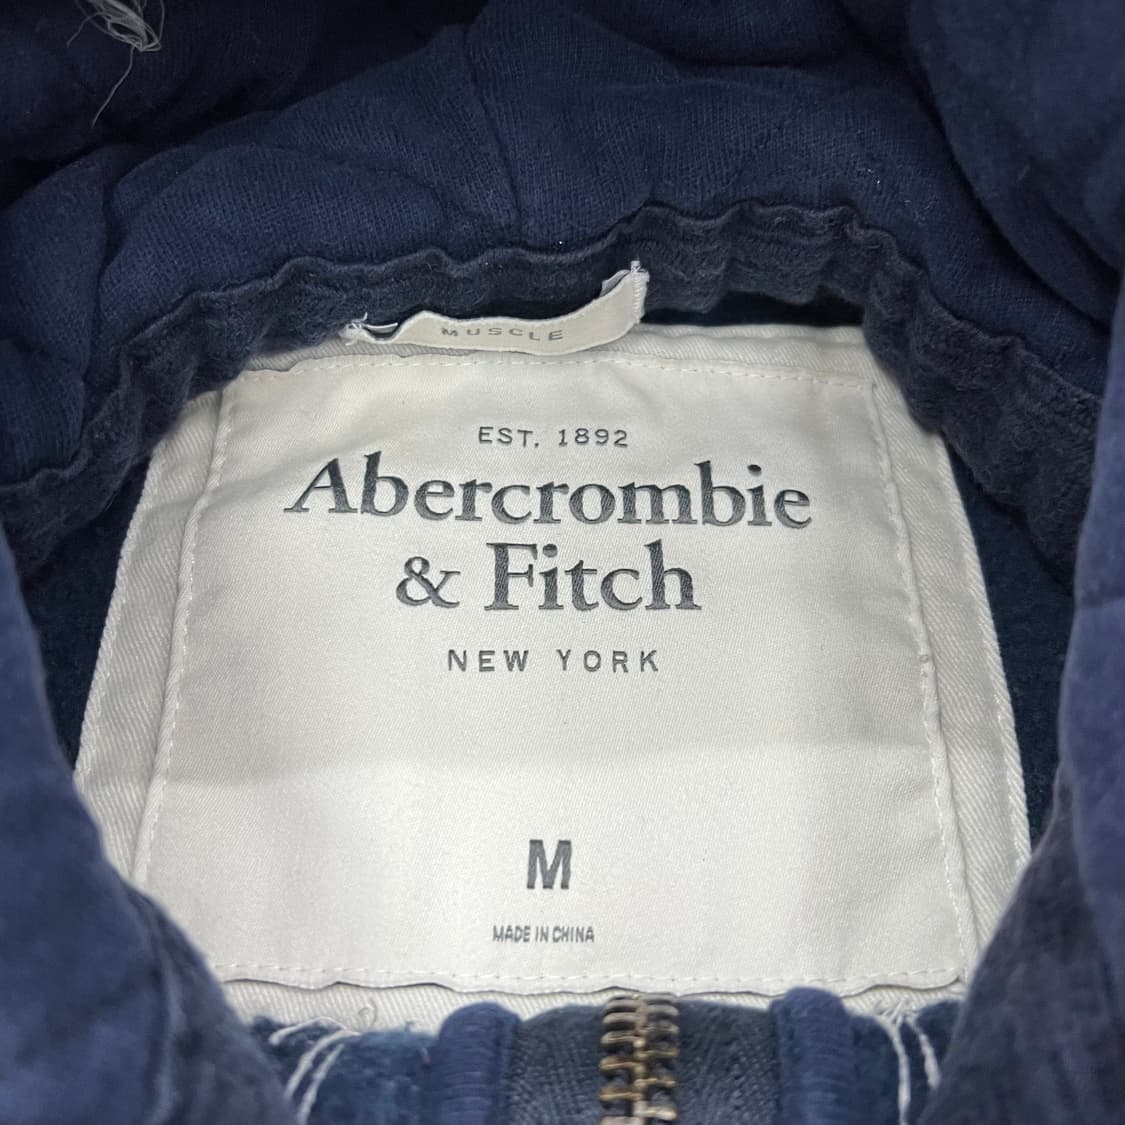 MUSCLE
EST. 1892
Abercrombie
& Fitch
NEW YORK
M
MADE IN CHINA